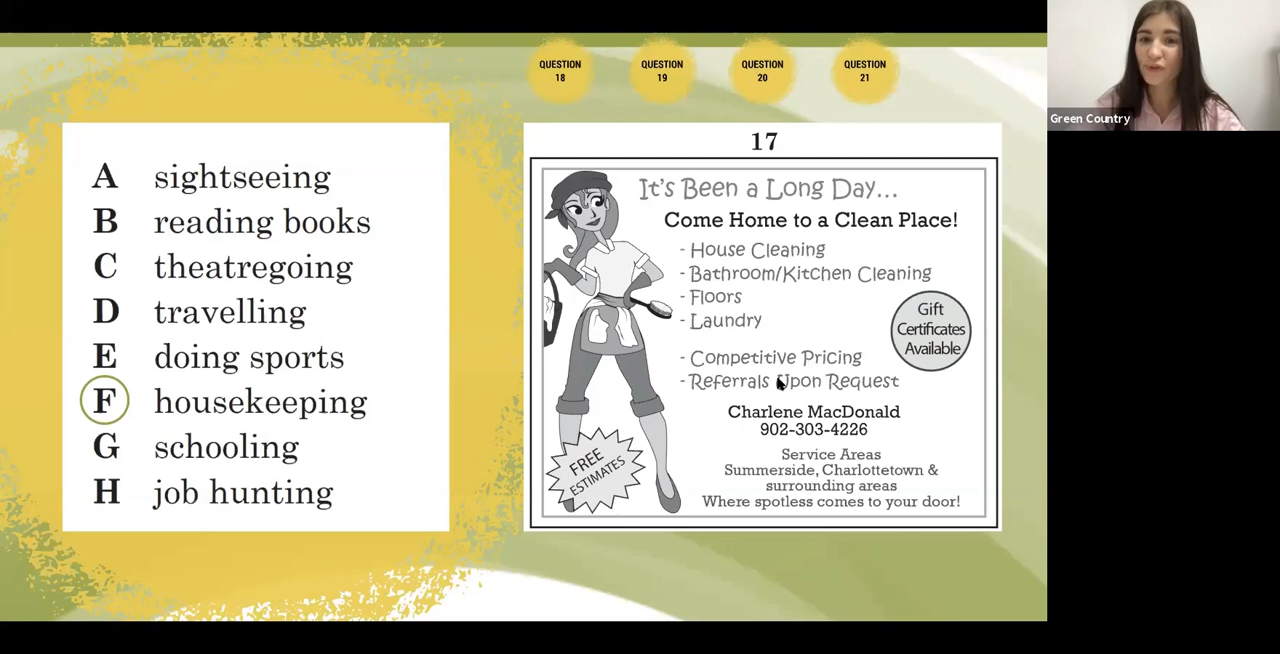 QUESTION
18
QUESTION
19
QUESTION
20
QUESTION
21
Green Country
A sightseeing
B reading books
C theatregoing
D travelling
E doing sports
F housekeeping
G schooling
H job hunting
17
It's Been a Long Day...
Come Home to a Clean Place!
- House Cleaning
- Bathroom/Kitchen Cleaning
- Floors
- Laundry
- Competitive Pricing
- Referrals Upon Request
Gift
Certificates
Available
Charlene MacDonald
902-303-4226
FREE
ESTIMATES
Service Areas
Summerside, Charlottetown &
surrounding areas
Where spotless comes to your door!